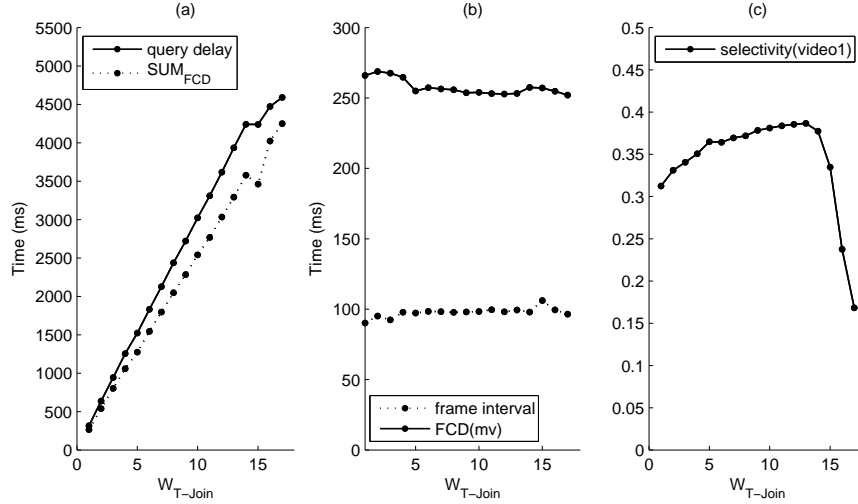 (a)
query delay
SUM_FCD
5500
5000
4500
4000
3500
3000
2500
2000
1500
1000
500
0
Time (ms)
0 5 10 15
W_T-Join
(b)
300
250
200
150
100
50
0
Time (ms)
frame interval
FCD(mv)
5 10 15
W_T-Join
(c)
selectivity(video1)
0.5
0.45
0.4
0.35
0.3
0.25
0.2
0.15
0.1
0.05
0
0 5 10 15
W_T-Join